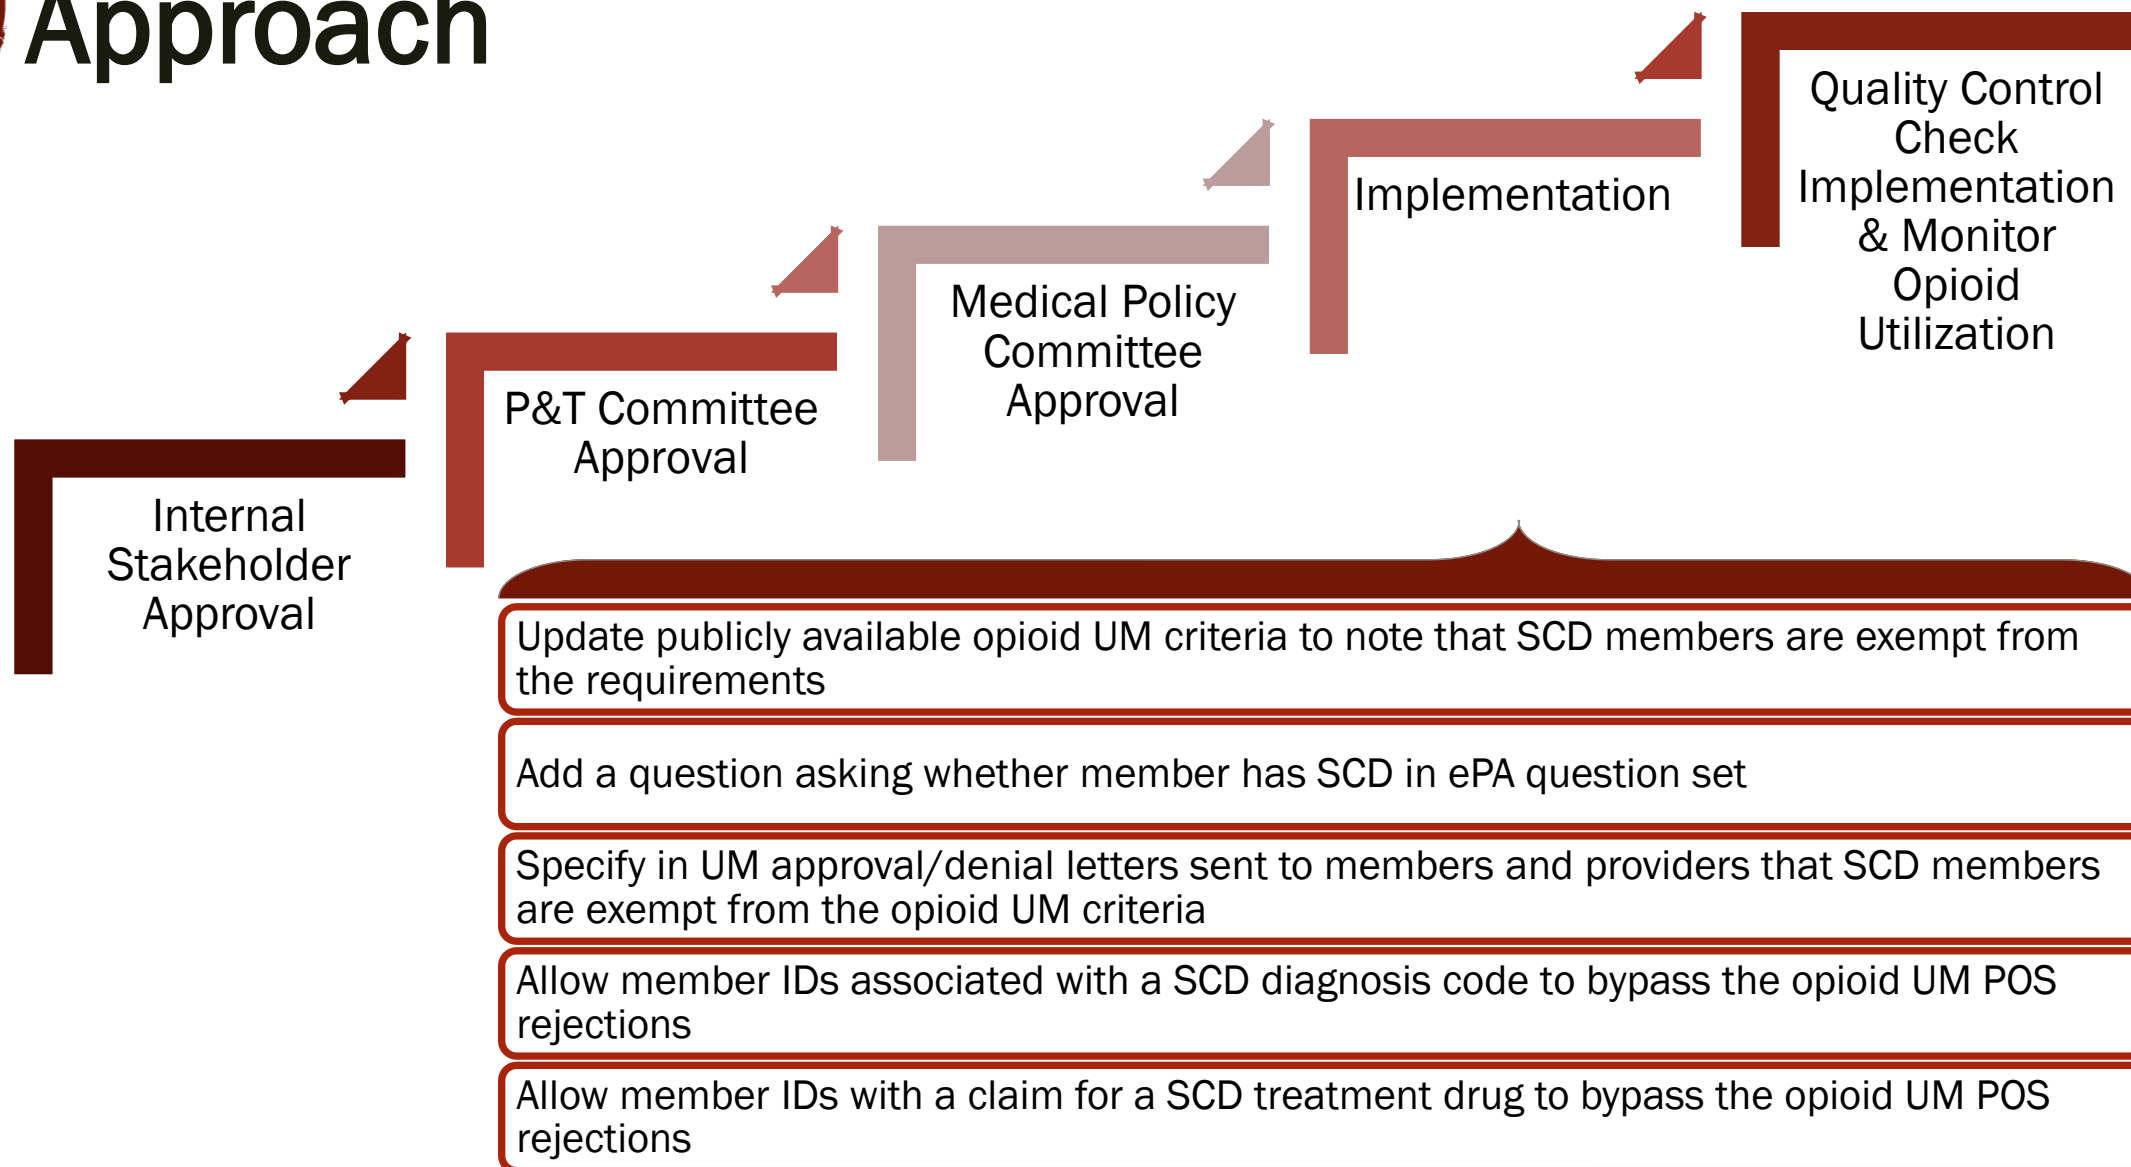 Approach
Internal
Stakeholder
Approval
P&T Committee
Approval
Medical Policy
Committee
Approval
Implementation
Quality Control
Check
Implementation
& Monitor
Opioid
Utilization
Update publicly available opioid UM criteria to note that SCD members are exempt from
the requirements
Add a question asking whether member has SCD in ePA question set
Specify in UM approval/denial letters sent to members and providers that SCD members
are exempt from the opioid UM criteria
Allow member IDs associated with a SCD diagnosis code to bypass the opioid UM POS
rejections
Allow member IDs with a claim for a SCD treatment drug to bypass the opioid UM POS
rejections